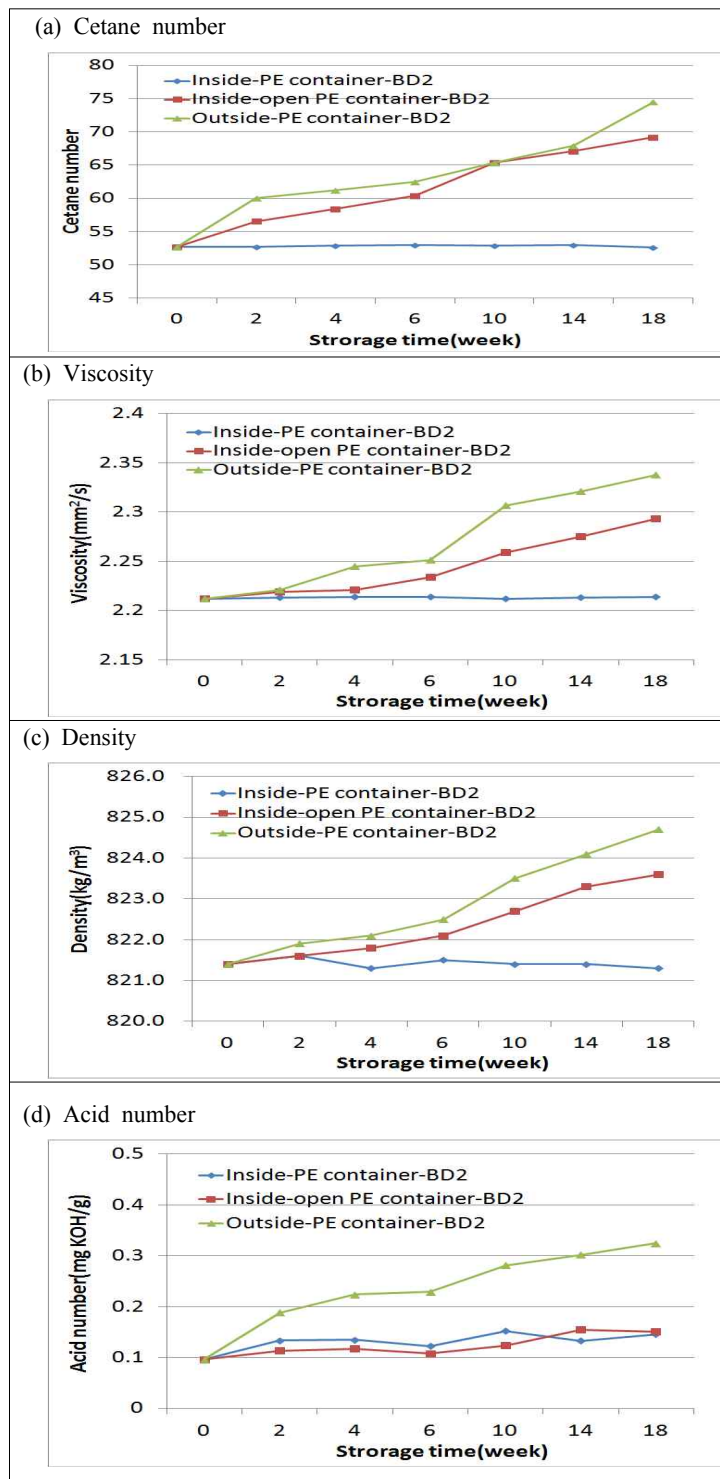 (a) Cetane number
80
75
70
65
60
55
50
45
Cetane number
Inside-PE container-BD2
Inside-open PE container-BD2
Outside-PE container-BD2
0 2 4 6 10 14 18
Strorage time(week)
(b) Viscosity
2.4
2.35
2.3
2.25
2.2
2.15
Viscosity(mm²/s)
Inside-PE container-BD2
Inside-open PE container-BD2
Outside-PE container-BD2
0 2 4 6 10 14 18
Strorage time(week)
(c) Density
826.0
825.0
824.0
823.0
822.0
821.0
820.0
Density(kg/m³)
Inside-PE container-BD2
Inside-open PE container-BD2
Outside-PE container-BD2
0 2 4 6 10 14 18
Strorage time(week)
(d) Acid number
0.5
0.4
0.3
0.2
0.1
0
Acid number(mg KOH/g)
Inside-PE container-BD2
Inside-open PE container-BD2
Outside-PE container-BD2
0 2 4 6 10 14 18
Strorage time(week)